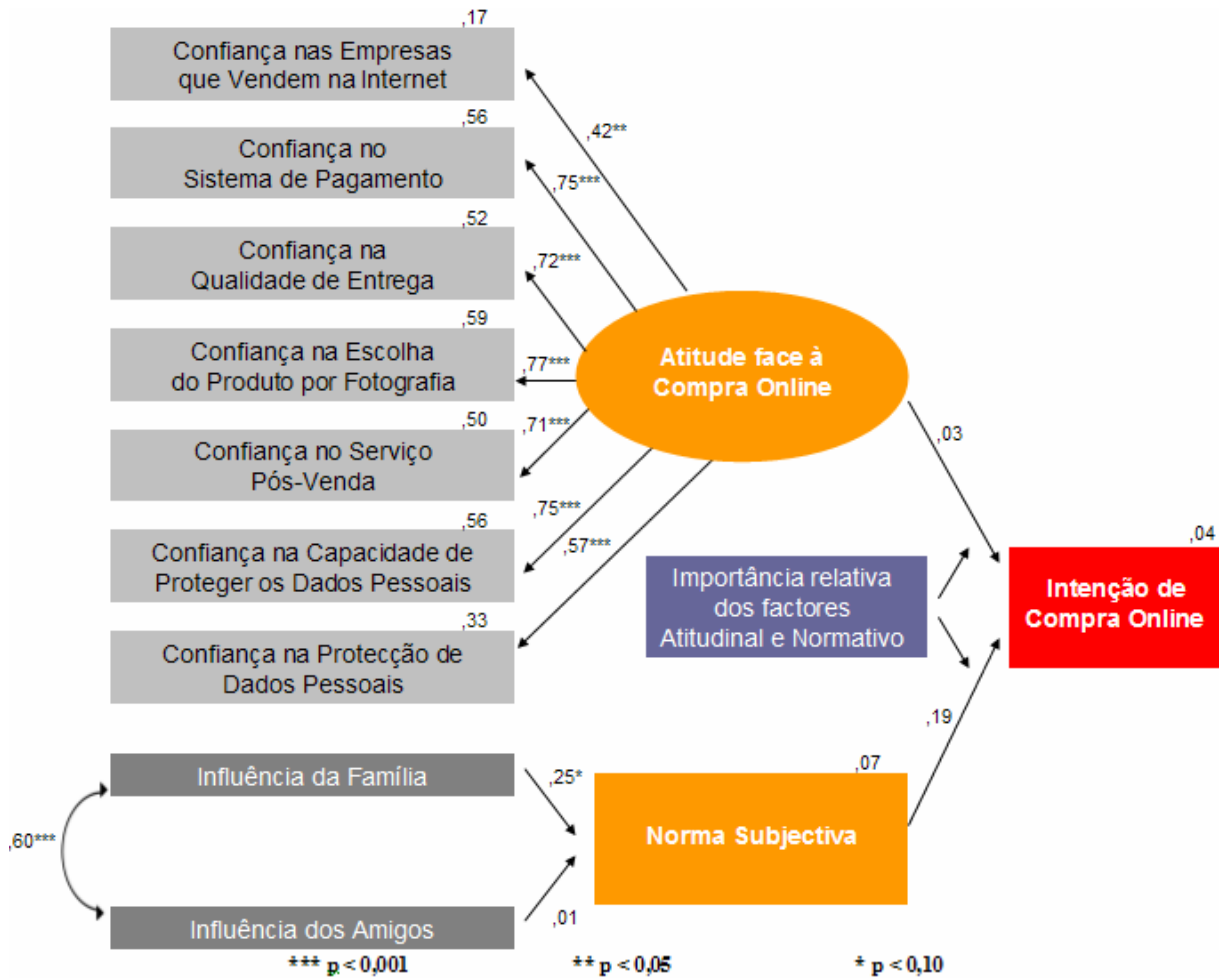 ,17
Confiança nas Empresas
que Vendem na Internet
,42**
,56
Confiança no
Sistema de Pagamento
,75***
,52
Confiança na
Qualidade de Entrega
,72***
,59
Confiança na Escolha
do Produto por Fotografia
,77***
Atitude face à
Compra Online
,50
Confiança no Serviço
Pós-Venda
,71***
,03
,56
Confiança na Capacidade de
Proteger os Dados Pessoais
,75***
,57***
Importância relativa
dos factores
Atitudinal e Normativo
,04
Intenção de
Compra Online
,33
Confiança na Protecção de
Dados Pessoais
,19
Influência da Família
,25*
,07
Norma Subjectiva
,60***
Influência dos Amigos
,01
*** p < 0,001
** p < 0,05
* p < 0,10